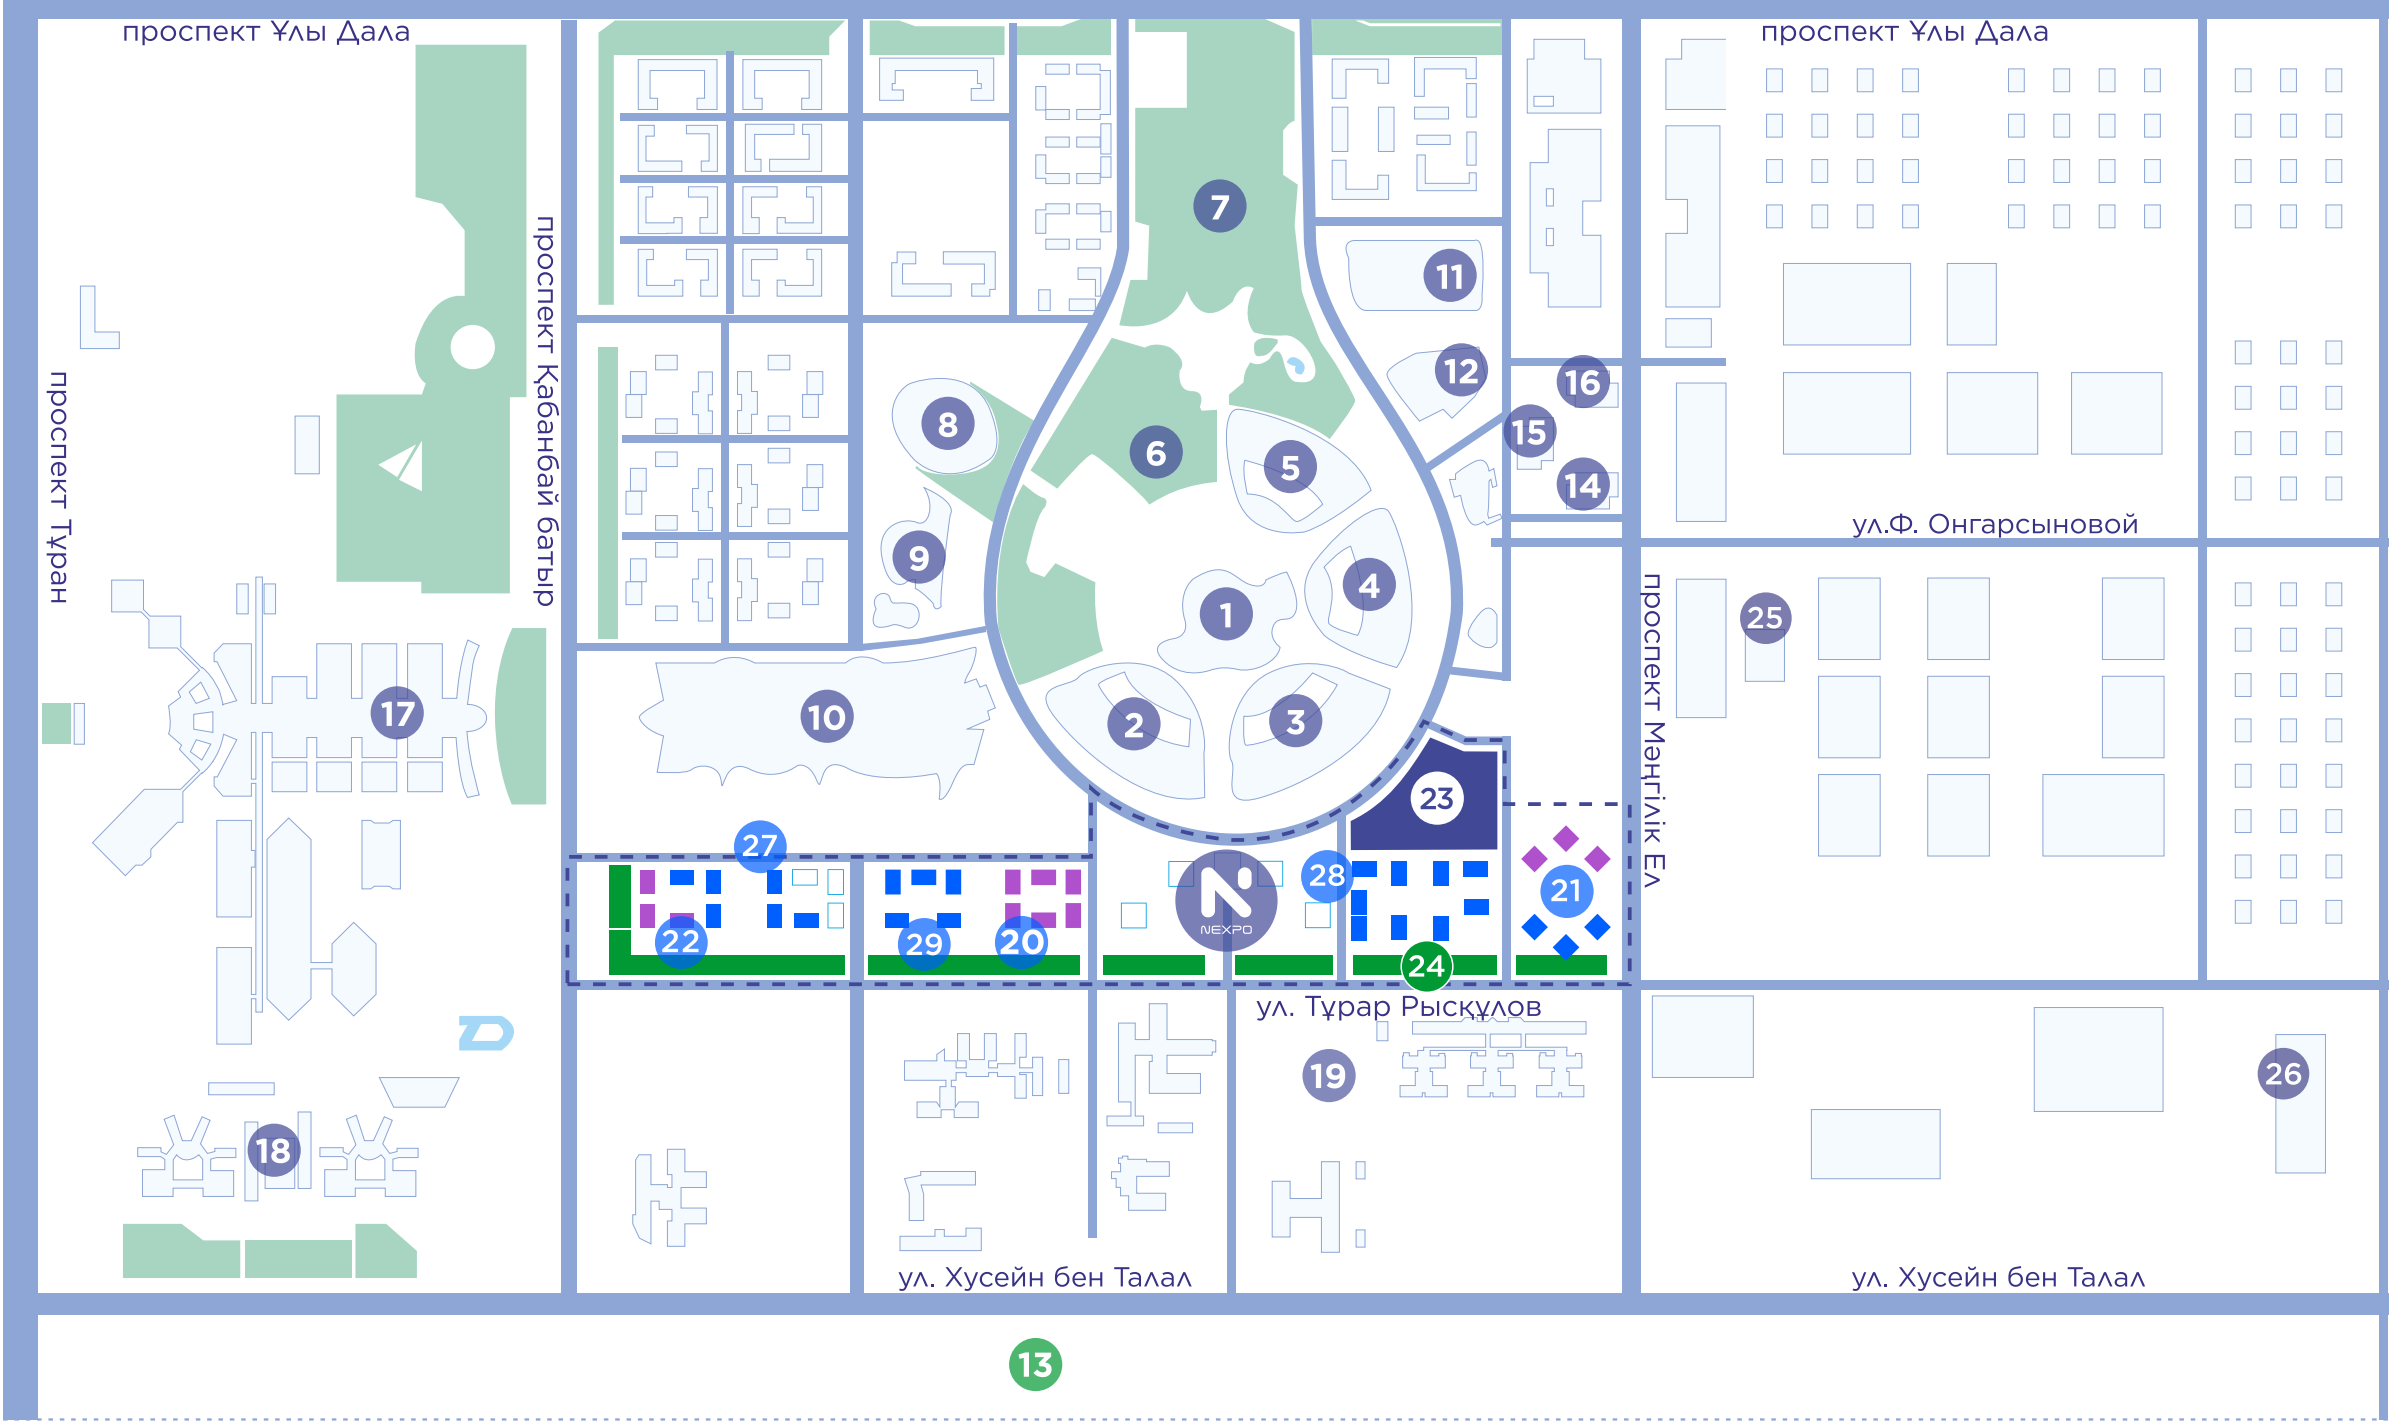 проспект Ұлы Дала
проспект Ұлы Дала
7
11
проспект Қабанбай батыр
12
16
проспект Тұран
8
15
6
5
14
ул.Ф. Онгарсыновой
9
4
1
25
проспект Мәңгілік Ел
17
10
2
3
23
27
28
21
NEXPO
22
29
20
24
ул. Тұрар Рысқұлов
19
26
18
ул. Хусейн бен Талал
ул. Хусейн бен Талал
13